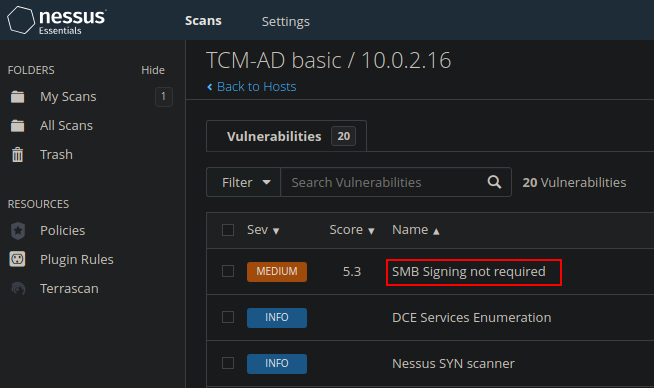 nessus
Essentials
Scans
Settings
FOLDERS
Hide
My Scans
1
All Scans
Trash
RESOURCES
Policies
Plugin Rules
Terrascan
TCM-AD basic / 10.0.2.16
Back to Hosts
Vulnerabilities 20
Filter
Search Vulnerabilities
20 Vulnerabilities
Sev Score Name
MEDIUM 5.3 SMB Signing not required
INFO DCE Services Enumeration
INFO Nessus SYN scanner